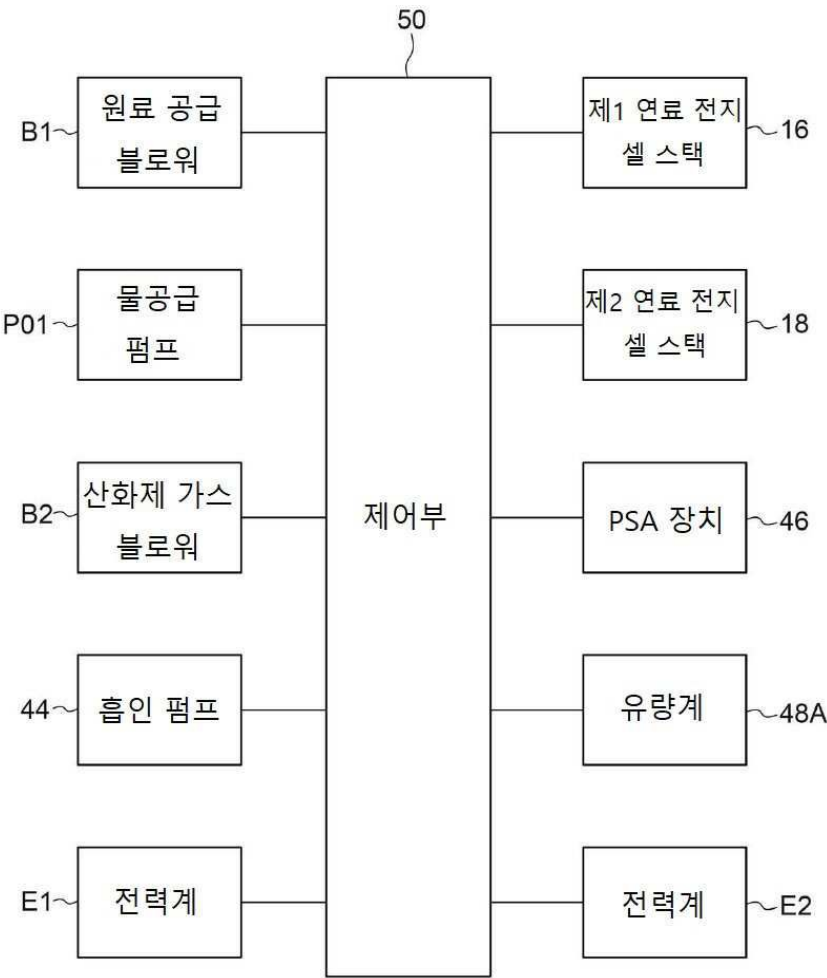 50
B1
원료 공급
블로워
제1 연료 전지
셀 스택
16
P01
물공급
펌프
제2 연료 전지
셀 스택
18
B2
산화제 가스
블로워
제어부
PSA 장치
46
44
흡인 펌프
유량계
48A
E1
전력계
전력계
E2